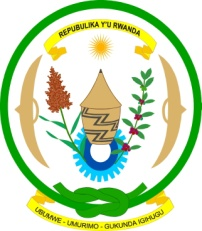 REPUBULIKA Y'U RWANDA
UBUMWE - UMURIMO - GUKUNDA IGIHUGU